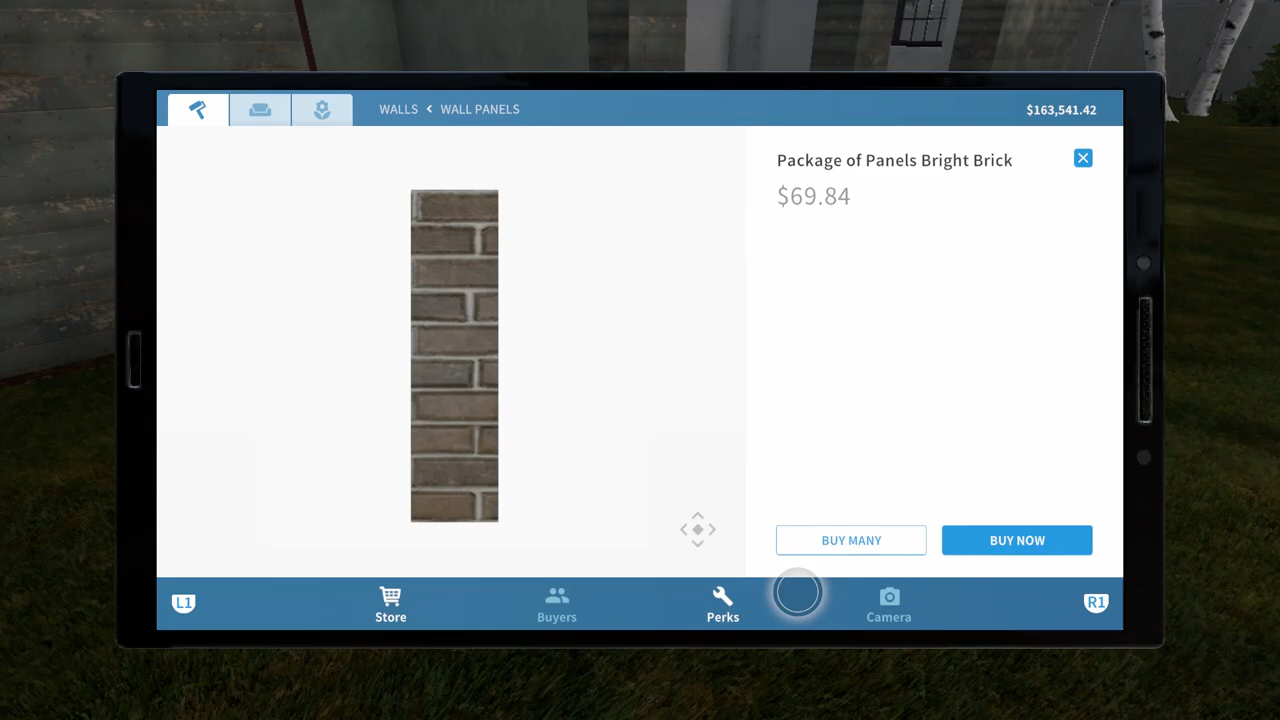 WALLS < WALL PANELS
$163,541.42
Package of Panels Bright Brick
$69.84
BUY MANY
BUY NOW
L1
Store
Buyers
Perks
Camera
R1